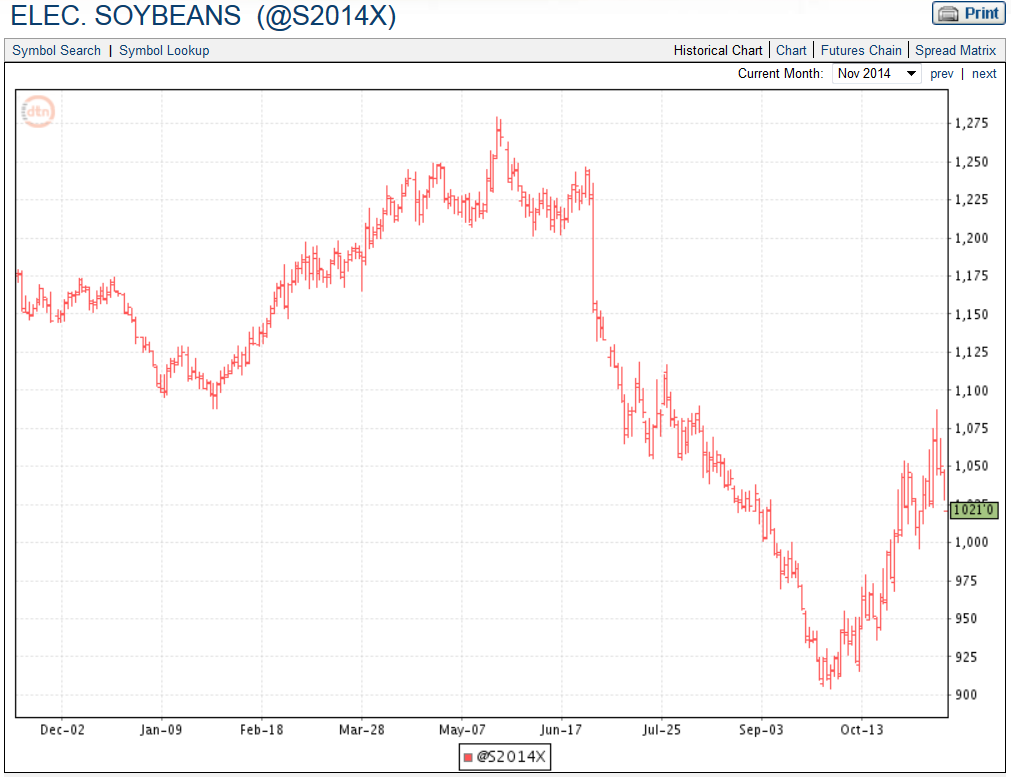 ELEC. SOYBEANS (@S2014X)
Print
Symbol Search | Symbol Lookup
Historical Chart | Chart | Futures Chain | Spread Matrix
Current Month: Nov 2014 prev | next
dtn
1,275
1,250
1,225
1,200
1,175
1,150
1,125
1,100
1,075
1,050
1021'0
1,000
975
950
925
900
Dec-02 Jan-09 Feb-18 Mar-28 May-07 Jun-17 Jul-25 Sep-03 Oct-13
@S2014X